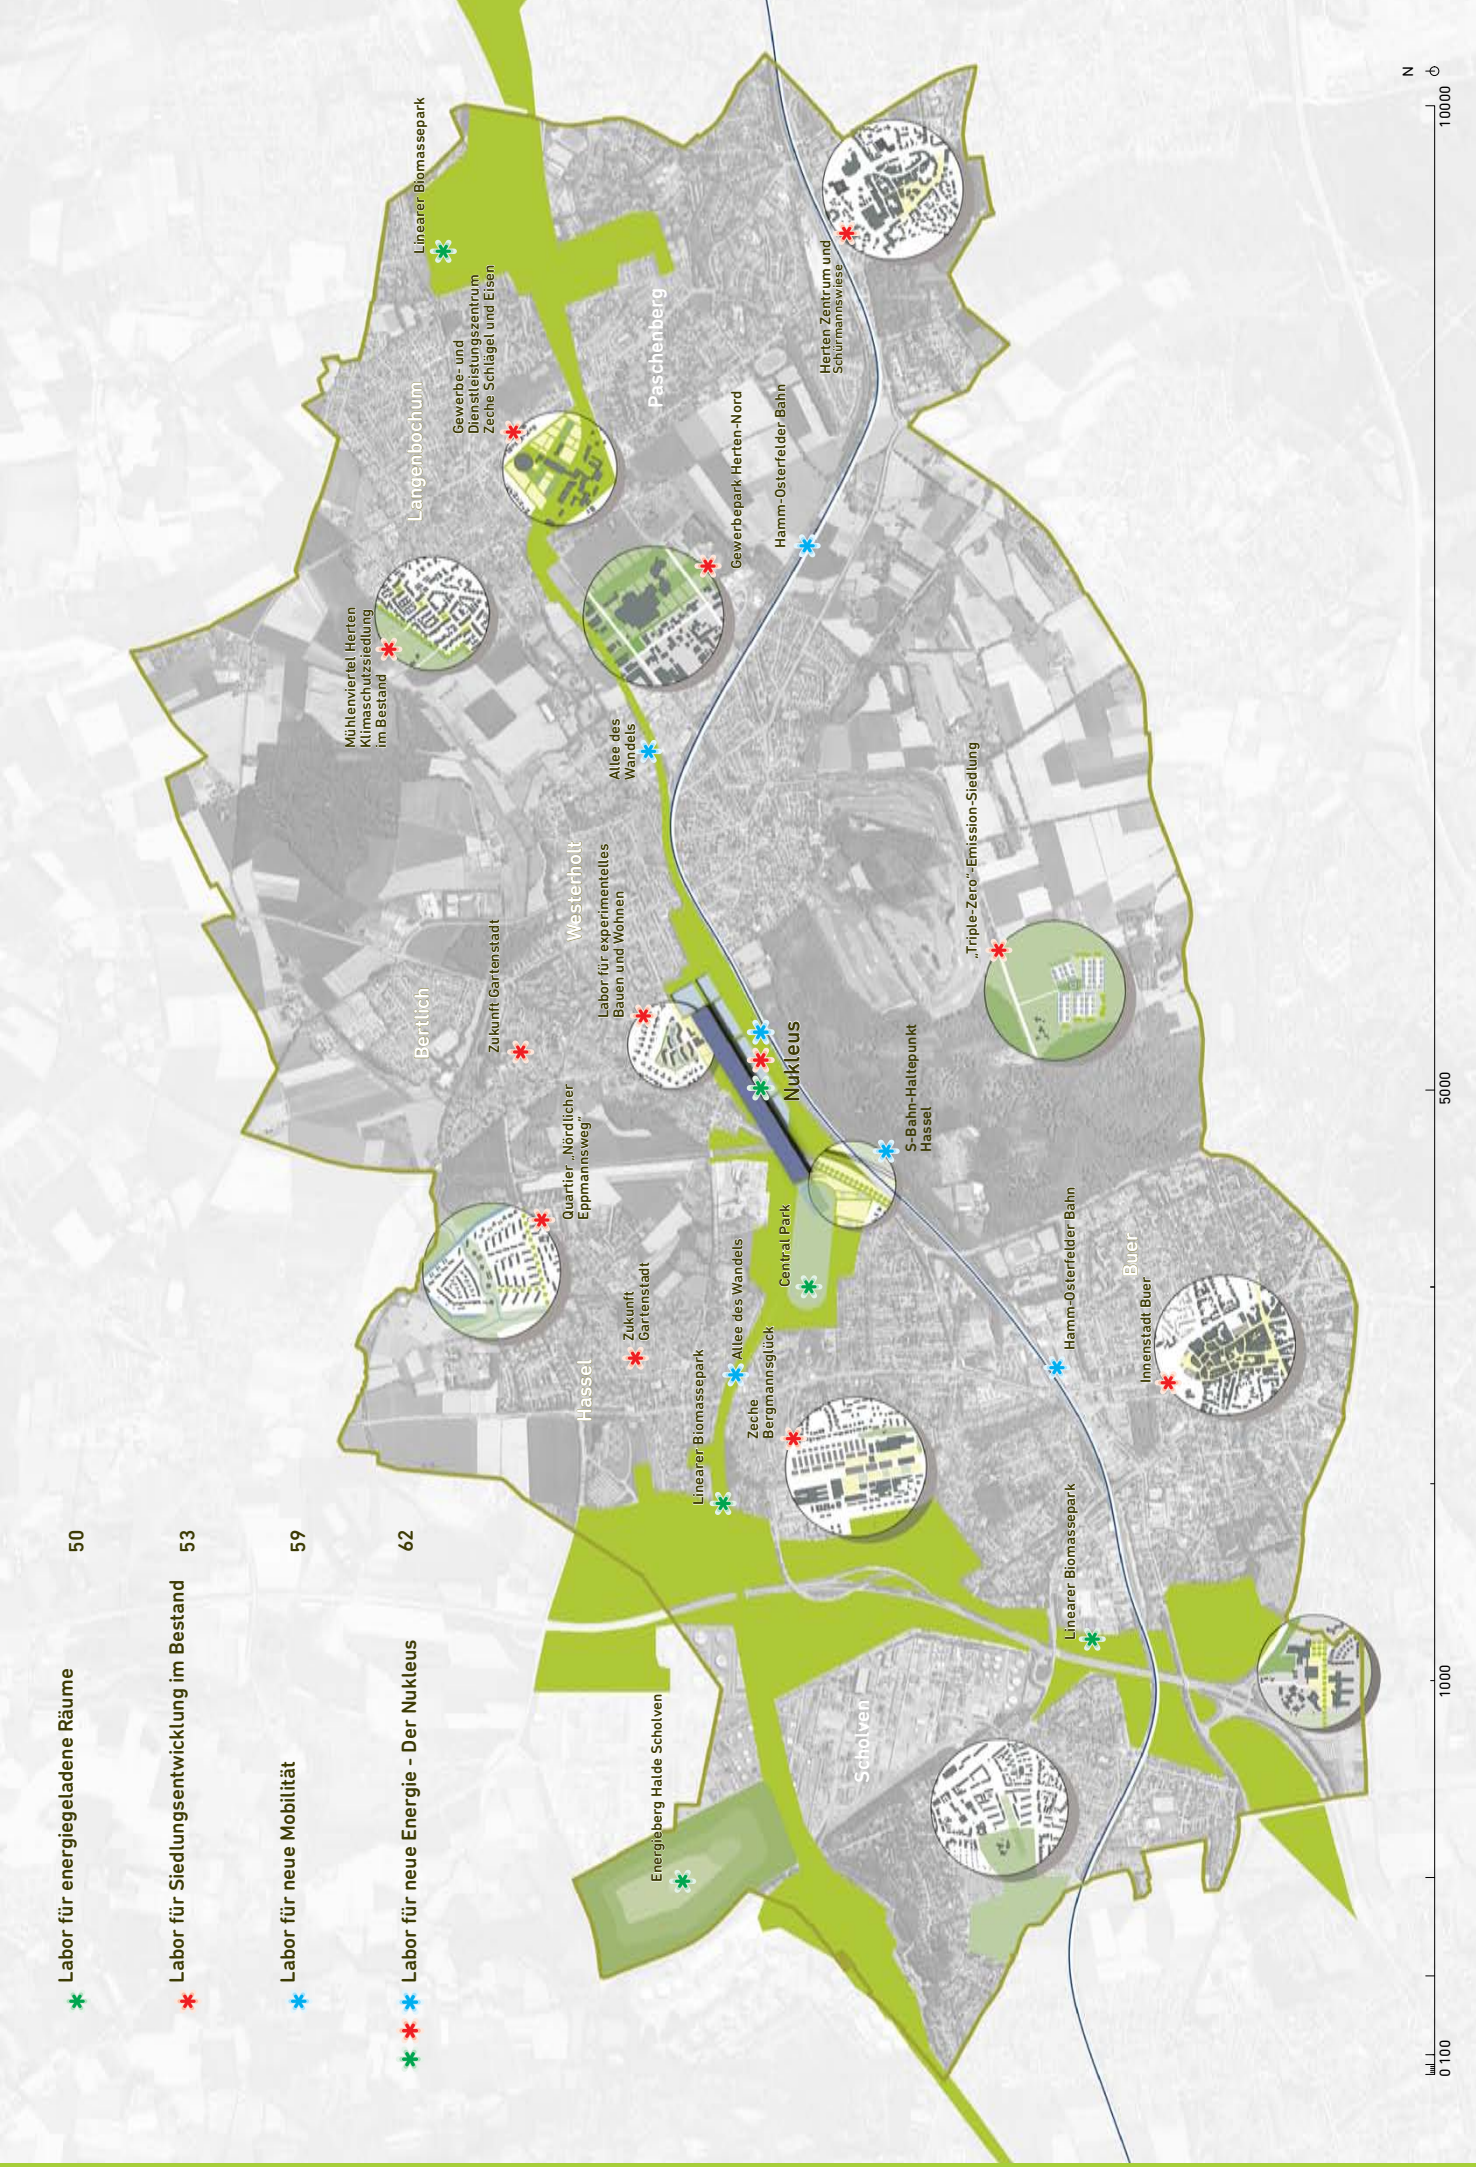 Labor für energiegeladene Räume 50
Labor für Siedlungsentwicklung im Bestand 53
Labor für neue Mobilität 59
Labor für neue Energie - Der Nukleus 62
Mühlenviertel Herten
Klimaschutzsiedlung
im Bestand
Langenbochum
Linearer Biomassepark
Gewerbe- und
Dienstleistungszentrum
Zeche Schlägel und Eisen
Bertlich
Zukunft Gartenstadt
Westerholt
Labor für experimentelles
Bauen und Wohnen
Allee des
Wandels
Paschenberg
Quartier „Nördlicher
Eppmannsweg“
Hassel
Zukunft
Gartenstadt
Energieberg Halde Scholven
Linearer Biomassepark
Allee des Wandels
Zeche
Bergmannsglück
Central Park
Nukleus
Gewerbepark Herten-Nord
Hamm-Osterfelder Bahn
Herten Zentrum und
Schürmannswiese
Scholven
S-Bahn-Haltepunkt
Hassel
„Triple-Zero“-Emission-Siedlung
Linearer Biomassepark
Hamm-Osterfelder Bahn
Buer
Innenstadt Buer
N
0 100 1000 5000 10000